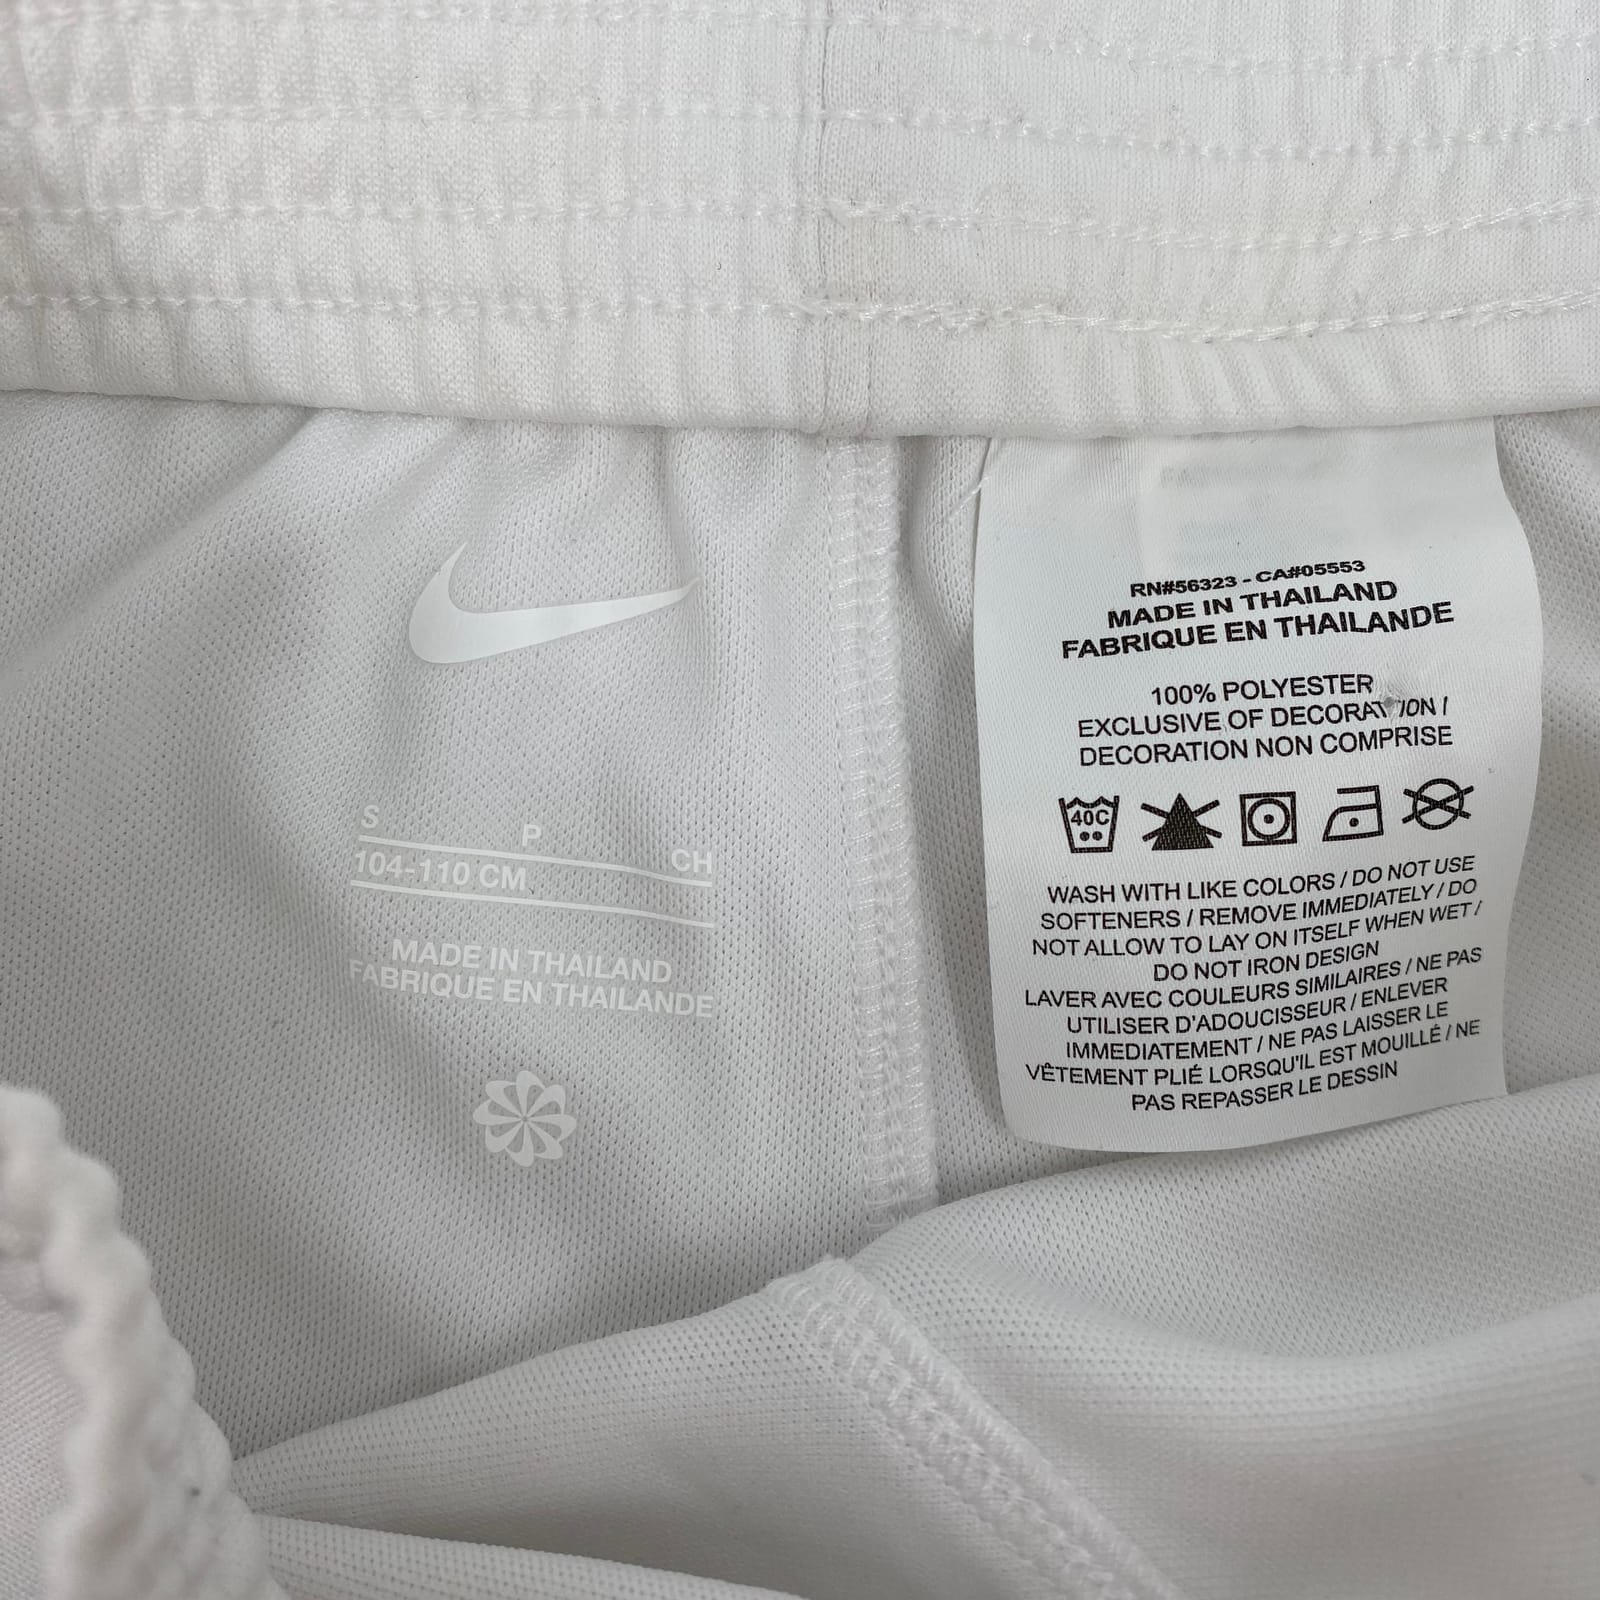 S
P
CH
104-110 CM
MADE IN THAILAND
FABRIQUE EN THAILANDE
RN#56323 - CA#05553
MADE IN THAILAND
FABRIQUE EN THAILANDE
100% POLYESTER
EXCLUSIVE OF DECORATION /
DECORATION NON COMPRISE
40C
WASH WITH LIKE COLORS / DO NOT USE
SOFTENERS / REMOVE IMMEDIATELY / DO
NOT ALLOW TO LAY ON ITSELF WHEN WET /
DO NOT IRON DESIGN
LAVER AVEC COULEURS SIMILAIRES / NE PAS
UTILISER D'ADOUCISSEUR / ENLEVER
IMMEDIATEMENT / NE PAS LAISSER LE
VÊTEMENT PLIÉ LORSQU'IL EST MOUILLÉ / NE
PAS REPASSER LE DESSIN